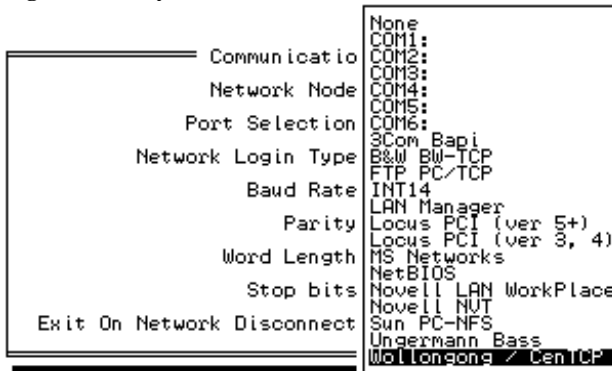 Communicatio
Network Node
Port Selection
Network Login Type
Baud Rate
Parity
Word Length
Stop bits
Exit On Network Disconnect
None
COM1:
COM2:
COM3:
COM4:
COM5:
COM6:
3Com Bapi
B&W BW-TCP
FTP PC/TCP
INT14
LAN Manager
Locus PCI (ver 5+)
Locus PCI (ver 3, 4)
MS Networks
NetBIOS
Novell LAN WorkPlace
Novell NVT
Sun PC-NFS
Ungermann Bass
Wollongong / CenTCP